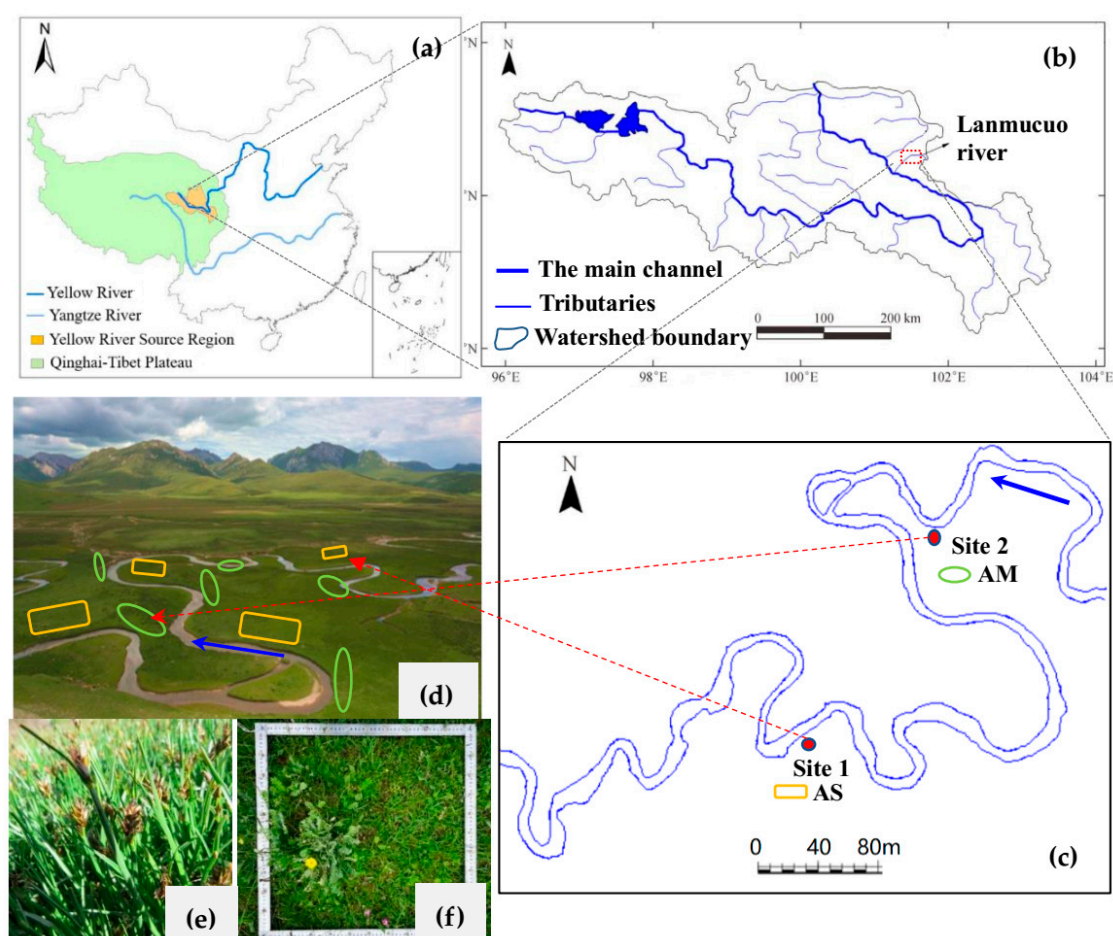 N
(a)
Yellow River
Yangtze River
Yellow River Source Region
Qinghai-Tibet Plateau
°N
N
(b)
Lanmucuo
river
°N
The main channel
Tributaries
Watershed boundary
0 100 200 km
°N
96°E 98°E 100°E 102°E 104°E
(d)
N
Site 2
AM
Site 1
AS
0 40 80m
(c)
(e)
(f)